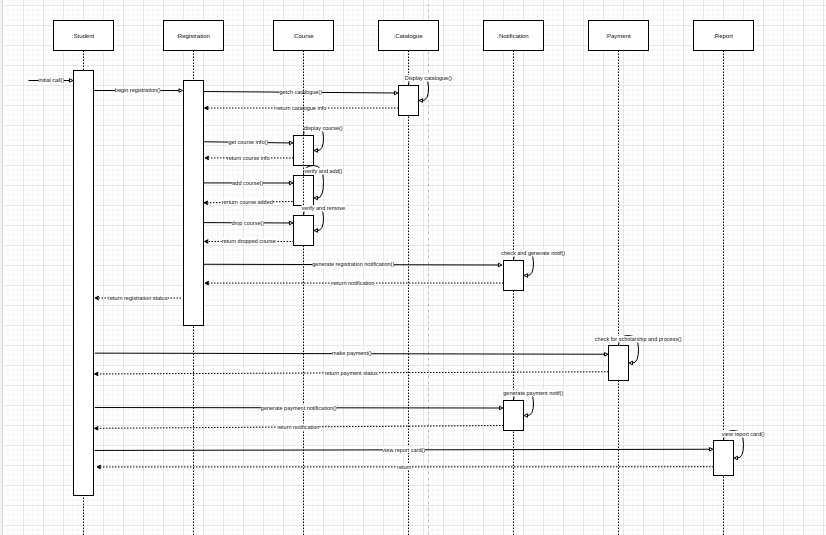 :Student
:Registration
:Course
:Catalogue
:Notification
:Payment
:Report
initial call()
Display catalogue()
begin registration()
getch catalogue()
return catalogue info
display course()
get course info()
return course info
verify and add()
add course()
rerium course added
verify and remove
drop course()
return dropped course
check and generate notif()
generate registration notification()
return notification
return registration status
check for scholarship and process()
make payment()
return payment status
generate payment notif()
generate payment notification()
return notification
view report card()
view report card()
return